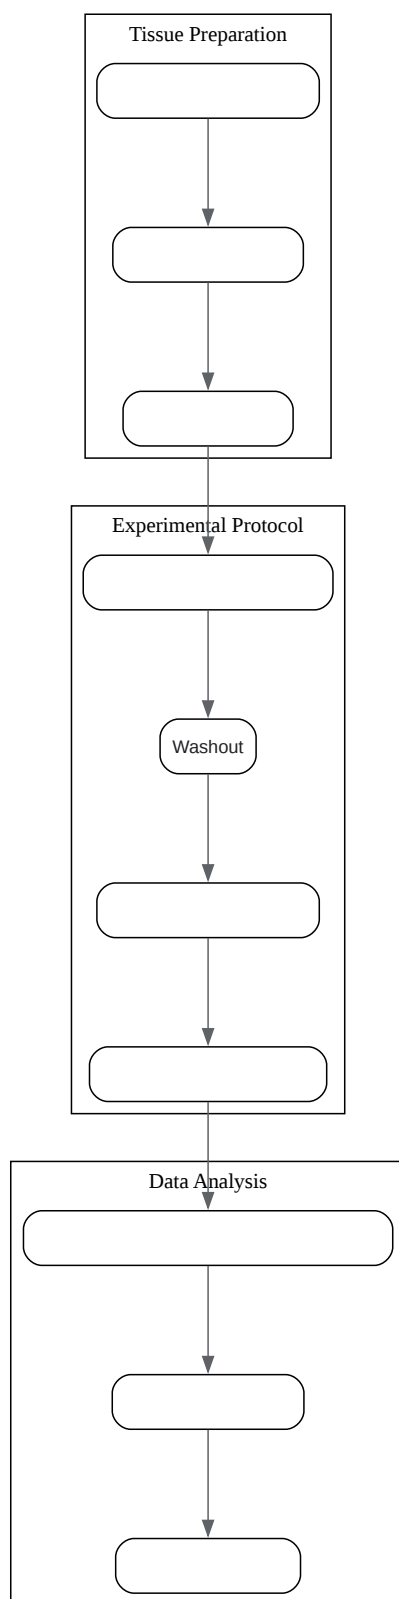 Tissue Preparation
Experimental Protocol
Washout
Data Analysis